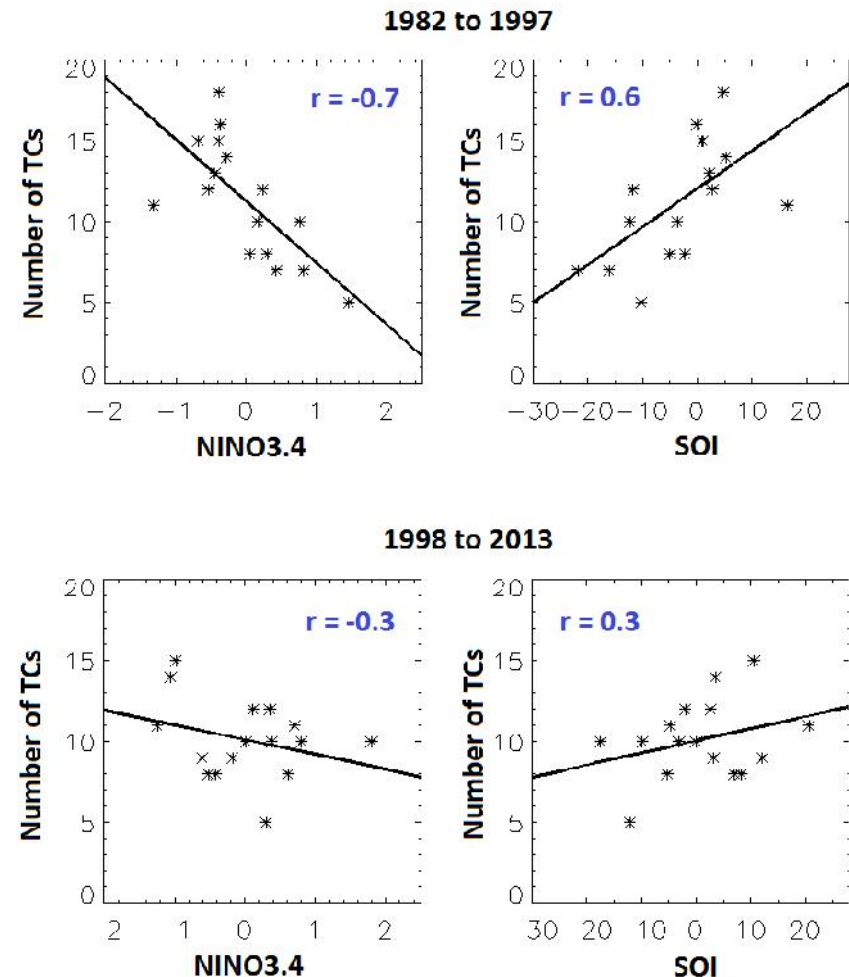 1982 to 1997
20
15
10
5
0
Number of TCs
r = -0.7
-2 -1 0 1 2
NINO3.4
20
15
10
5
0
Number of TCs
r = 0.6
-30 -20 -10 0 10 20
SOI
1998 to 2013
20
15
10
5
0
Number of TCs
r = -0.3
2 1 0 1 2
NINO3.4
20
15
10
5
0
Number of TCs
r = 0.3
30 20 10 0 10 20
SOI